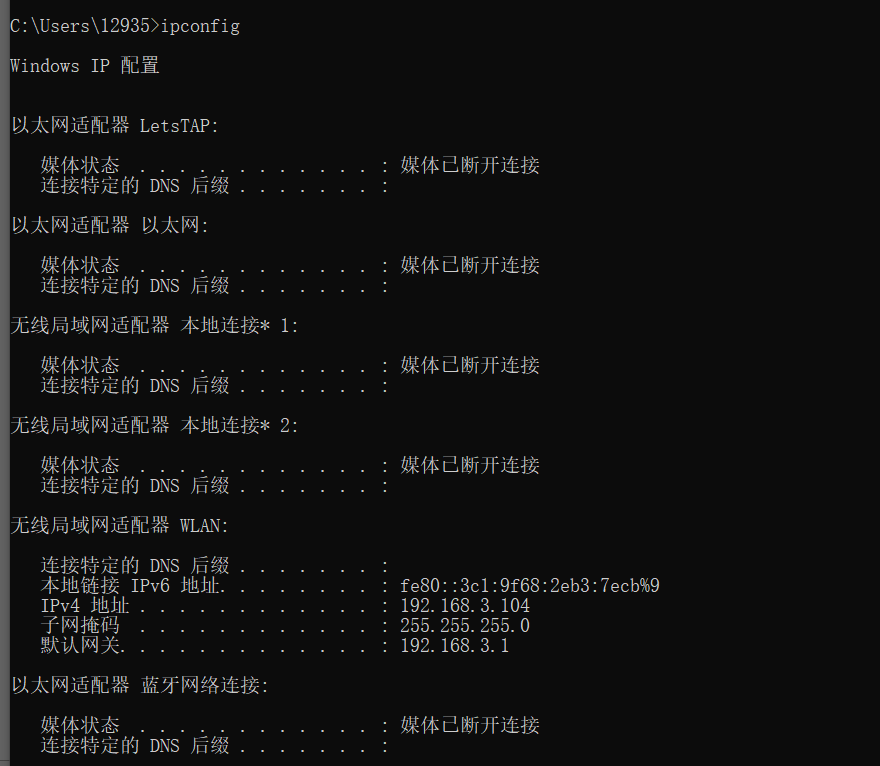 C:\Users\12935>ipconfig
Windows IP 配置
以太网适配器 LetsTAP:
媒体状态 . . . . . . . . . . . . : 媒体已断开连接
连接特定的 DNS 后缀 . . . . . . . :
以太网适配器 以太网:
媒体状态 . . . . . . . . . . . . : 媒体已断开连接
连接特定的 DNS 后缀 . . . . . . . :
无线局域网适配器 本地连接* 1:
媒体状态 . . . . . . . . . . . . : 媒体已断开连接
连接特定的 DNS 后缀 . . . . . . . :
无线局域网适配器 本地连接* 2:
媒体状态 . . . . . . . . . . . . : 媒体已断开连接
连接特定的 DNS 后缀 . . . . . . . :
无线局域网适配器 WLAN:
连接特定的 DNS 后缀 . . . . . . . :
本地链接 IPv6 地址. . . . . . . . : fe80::3c1:9f68:2eb3:7ecb%9
IPv4 地址 . . . . . . . . . . . . : 192.168.3.104
子网掩码 . . . . . . . . . . . . : 255.255.255.0
默认网关. . . . . . . . . . . . . : 192.168.3.1
以太网适配器 蓝牙网络连接:
媒体状态 . . . . . . . . . . . . : 媒体已断开连接
连接特定的 DNS 后缀 . . . . . . . :